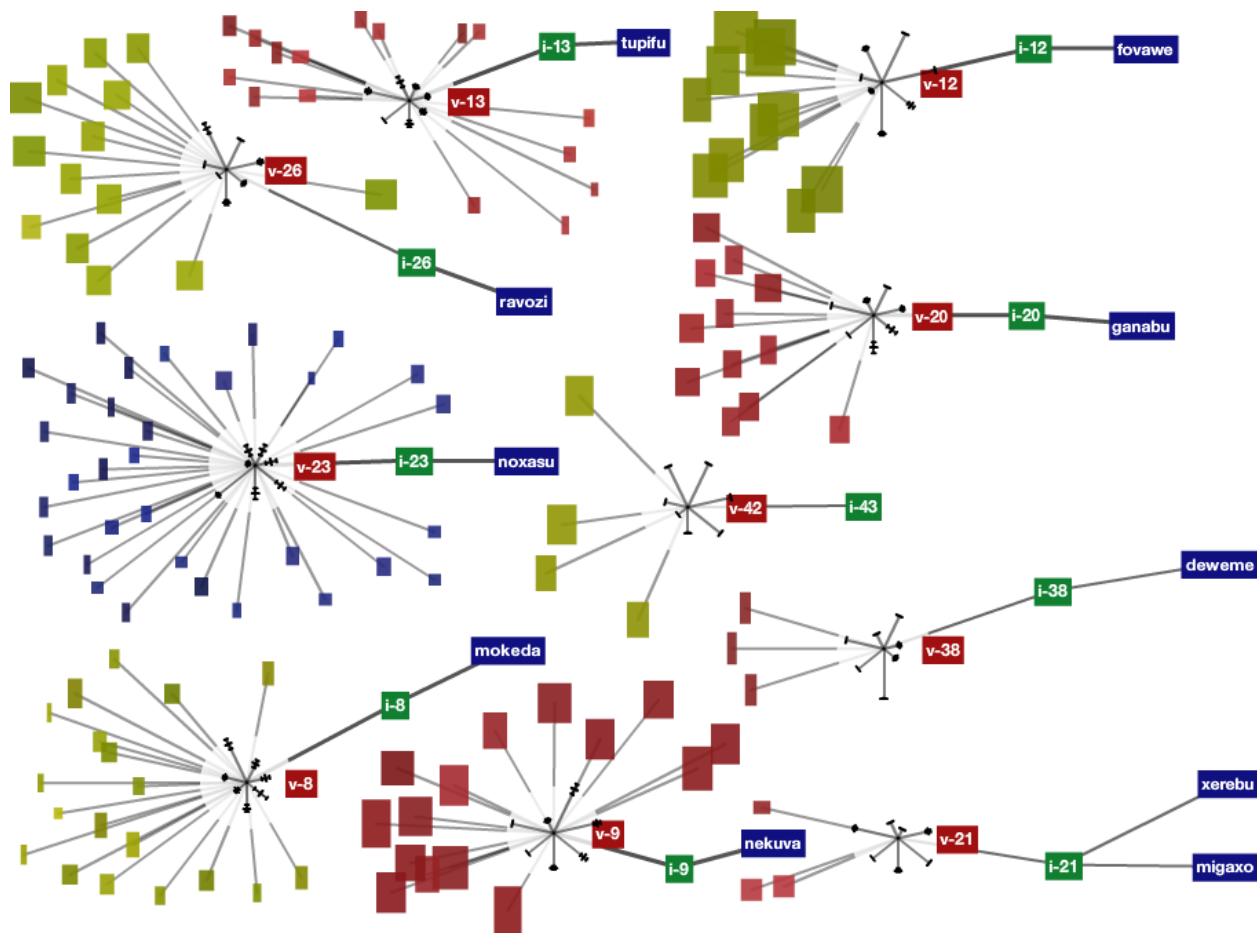 i-13
tupifu
i-12
fovawe
v-12
v-13
v-26
i-26
ravozi
v-20
i-20
ganabu
v-23
i-23
noxasu
v-42
i-43
deweme
i-38
v-38
mokeda
i-8
v-8
xerebu
v-9
nekuva
v-21
i-9
i-21
migaxo